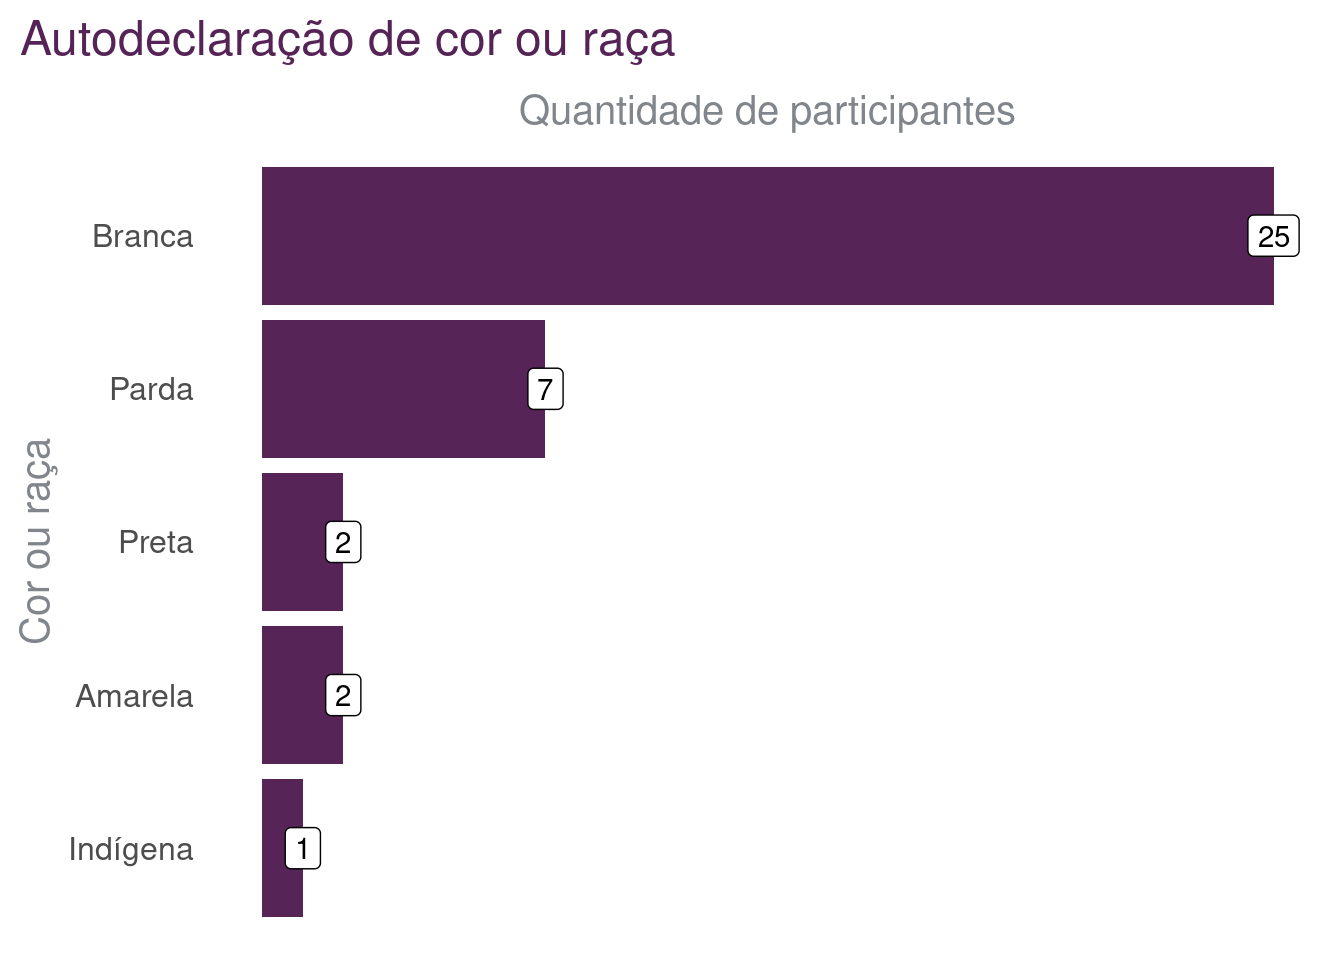 Autodeclaração de cor ou raça
Quantidade de participantes
Cor ou raça
Branca 25
Parda 7
Preta 2
Amarela 2
Indígena 1